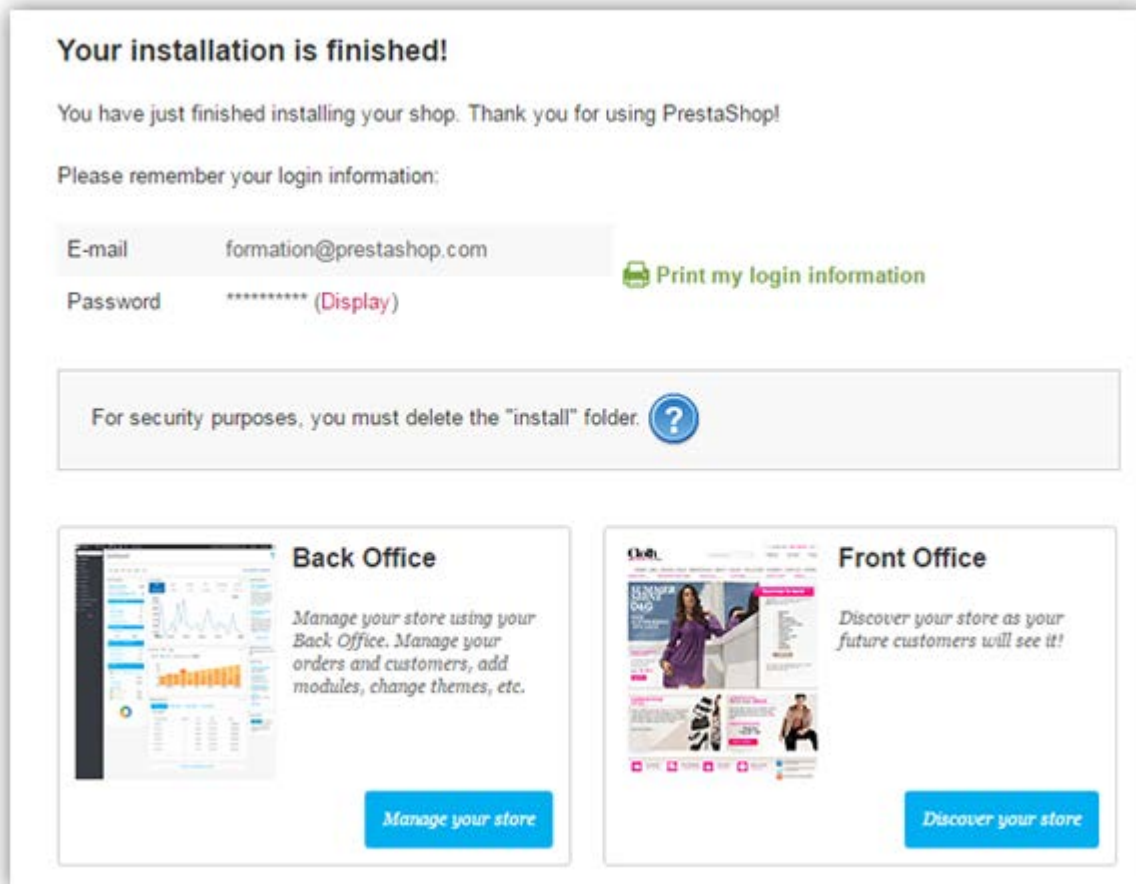 Your installation is finished!
You have just finished installing your shop. Thank you for using PrestaShop!
Please remember your login information:
E-mail formation@prestashop.com
Password ********** (Display)
Print my login information
For security purposes, you must delete the "install" folder. ?
Back Office
Manage your store using your
Back Office. Manage your
orders and customers, add
modules, change themes, etc.
Manage your store
Front Office
Discover your store as your
future customers will see it!
Discover your store